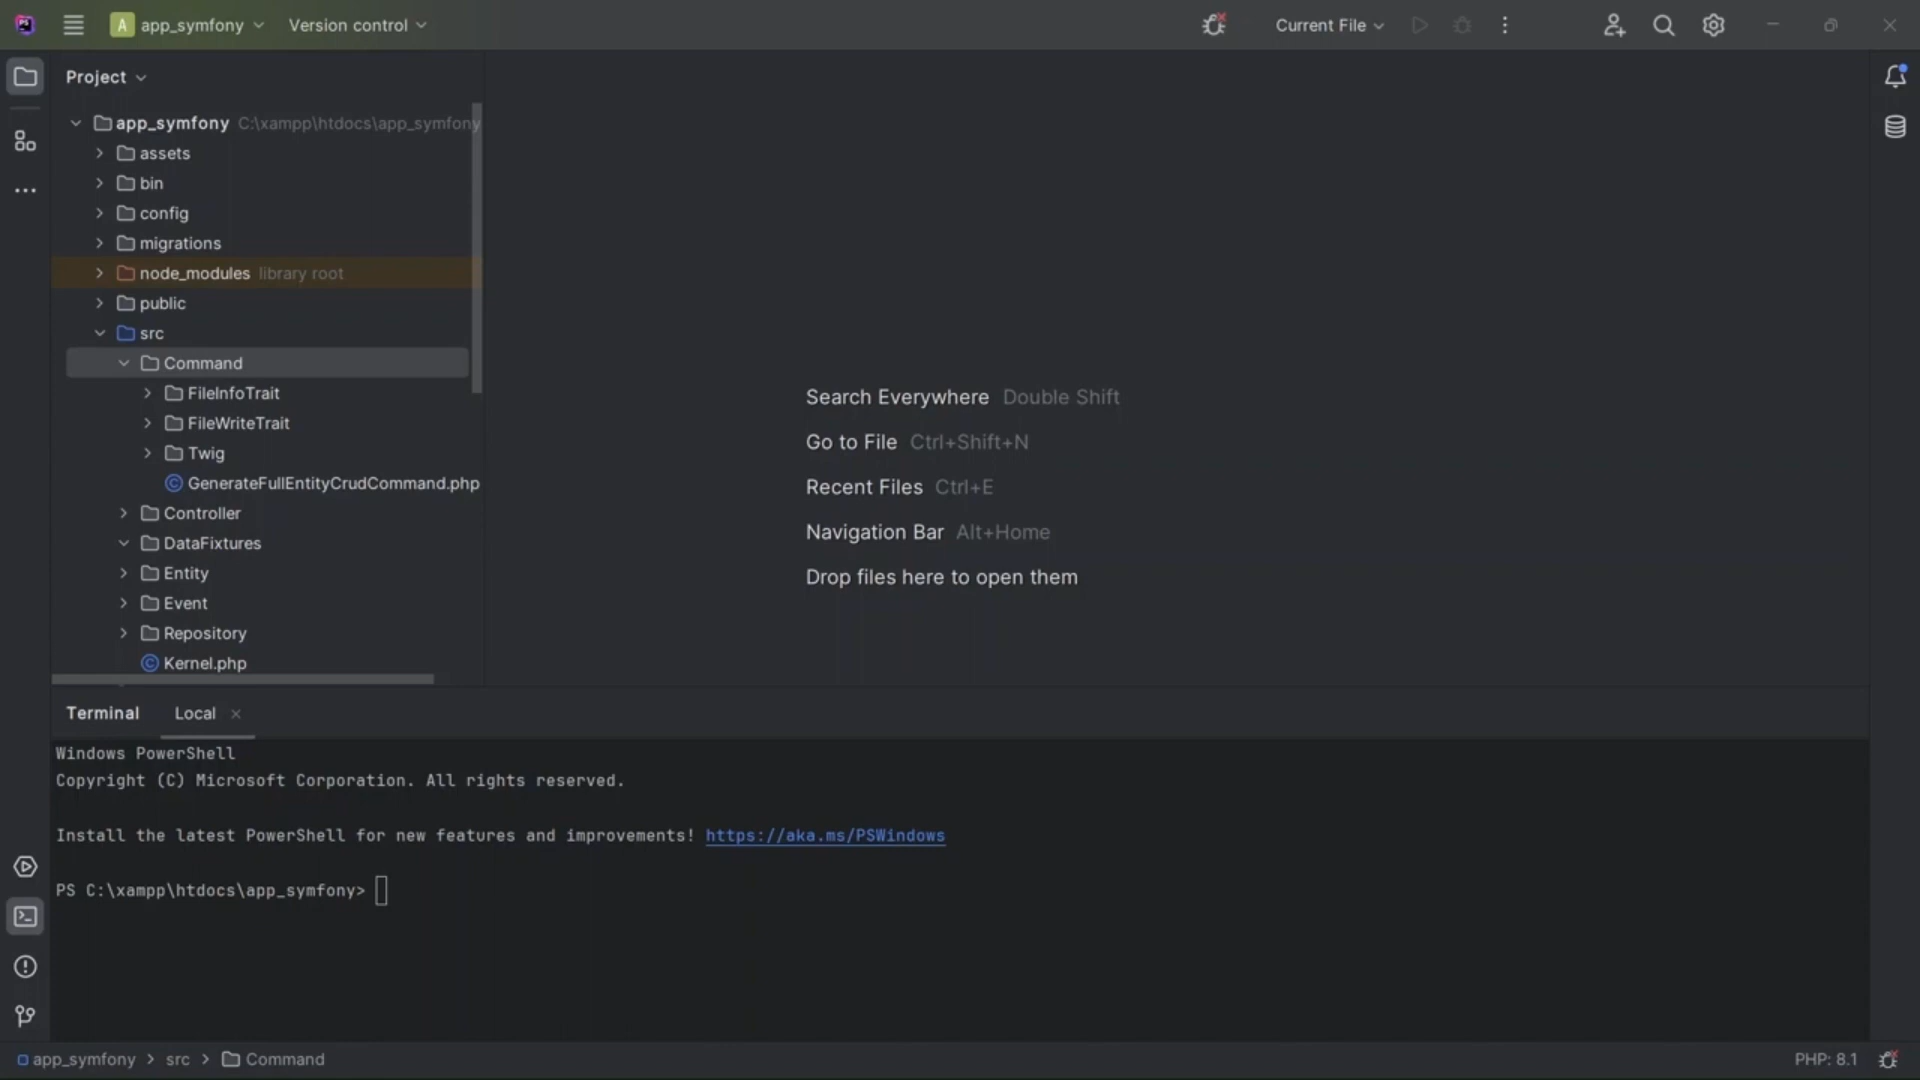 A app_symfony Version control Current File
Project
app_symfony C:\xampp\htdocs\app_symfony
assets
bin
config
migrations
node_modules library root
public
src
Command
FileInfoTrait
FileWriteTrait
Twig
GenerateFullEntityCrudCommand.php
Controller
DataFixtures
Entity
Event
Repository
Kernel.php
Search Everywhere Double Shift
Go to File Ctrl+Shift+N
Recent Files Ctrl+E
Navigation Bar Alt+Home
Drop files here to open them
Terminal Local
Windows PowerShell
Copyright (C) Microsoft Corporation. All rights reserved.
Install the latest PowerShell for new features and improvements! https://aka.ms/PSWindows
PS C:\xampp\htdocs\app_symfony>
app_symfony > src > Command PHP: 8.1